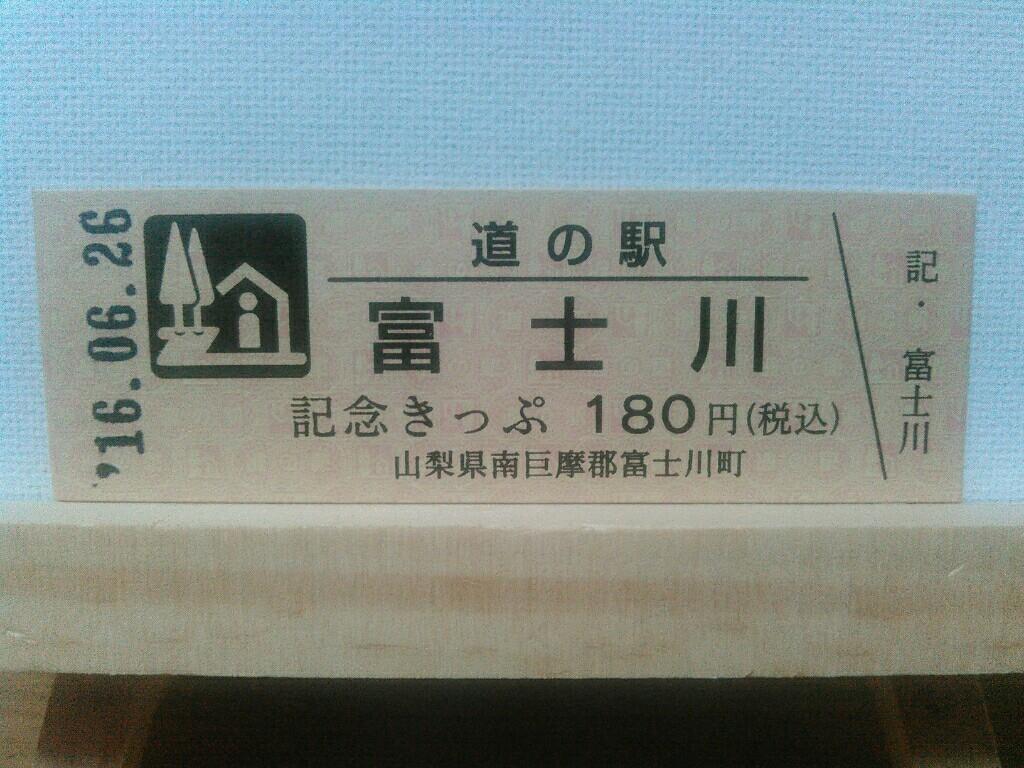 '16.06.26
道の駅
富士川
記念きっぷ 180円(税込)
山梨県南巨摩郡富士川町
記・富士川